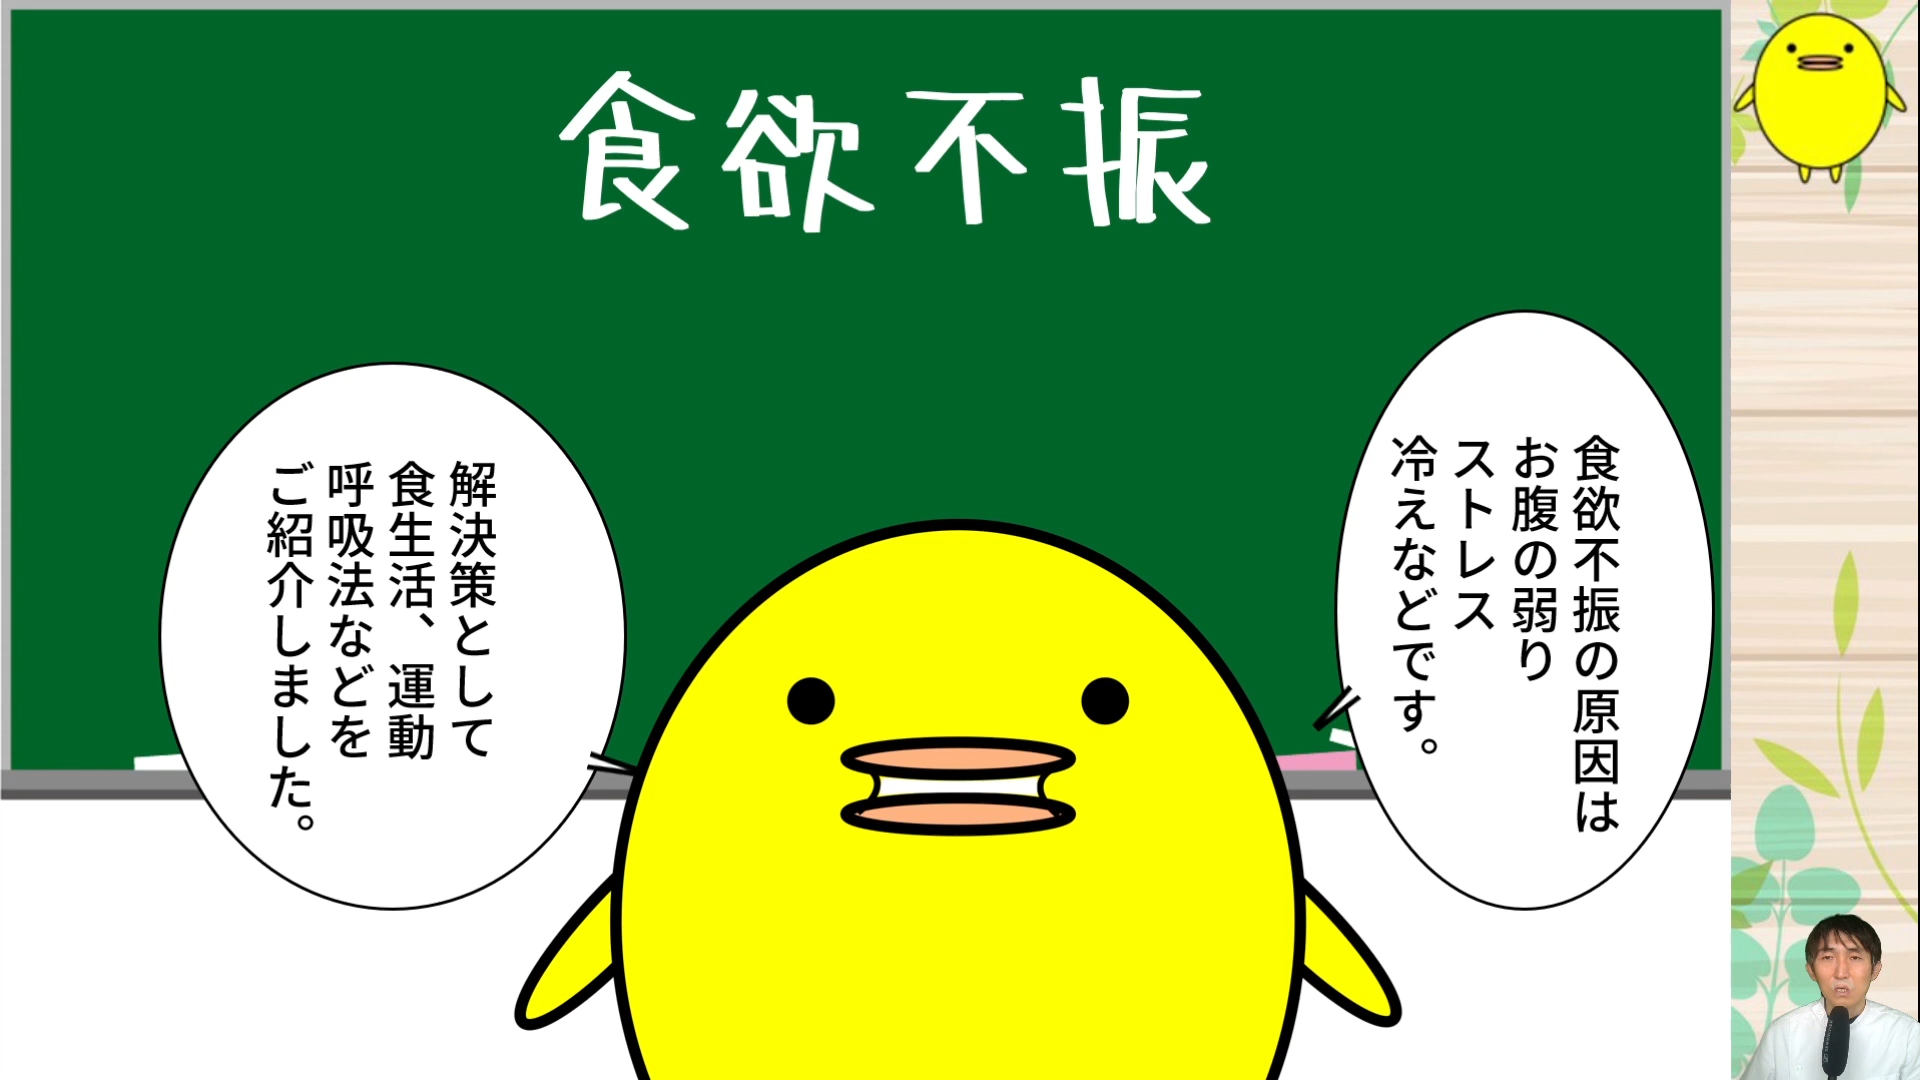 食欲不振
食欲不振の原因は
お腹の弱り
ストレス
冷えなどです。
解決策として
食生活、運動
呼吸法などを
ご紹介しました。